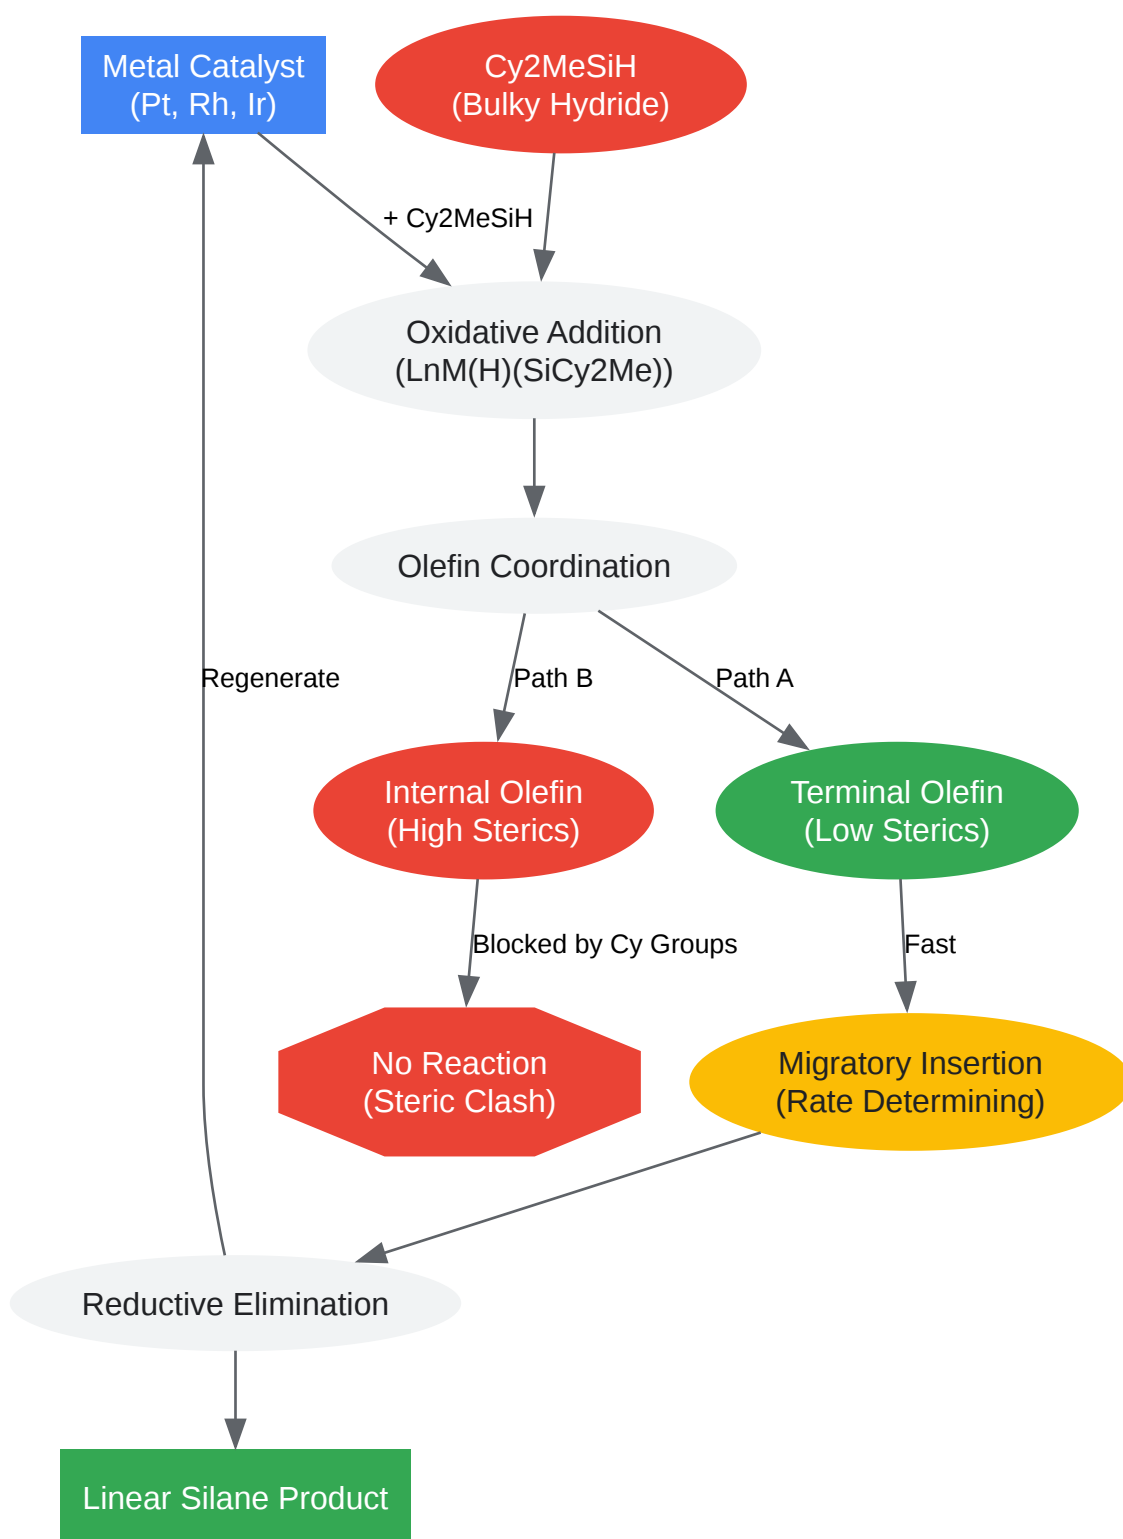 Metal Catalyst
(Pt, Rh, Ir)
Cy2MeSiH
(Bulky Hydride)
+ Cy2MeSiH
Oxidative Addition
(LnM(H)(SiCy2Me))
Olefin Coordination
Regenerate
Path B
Path A
Internal Olefin
(High Sterics)
Terminal Olefin
(Low Sterics)
Blocked by Cy Groups
Fast
No Reaction
(Steric Clash)
Migratory Insertion
(Rate Determining)
Reductive Elimination
Linear Silane Product